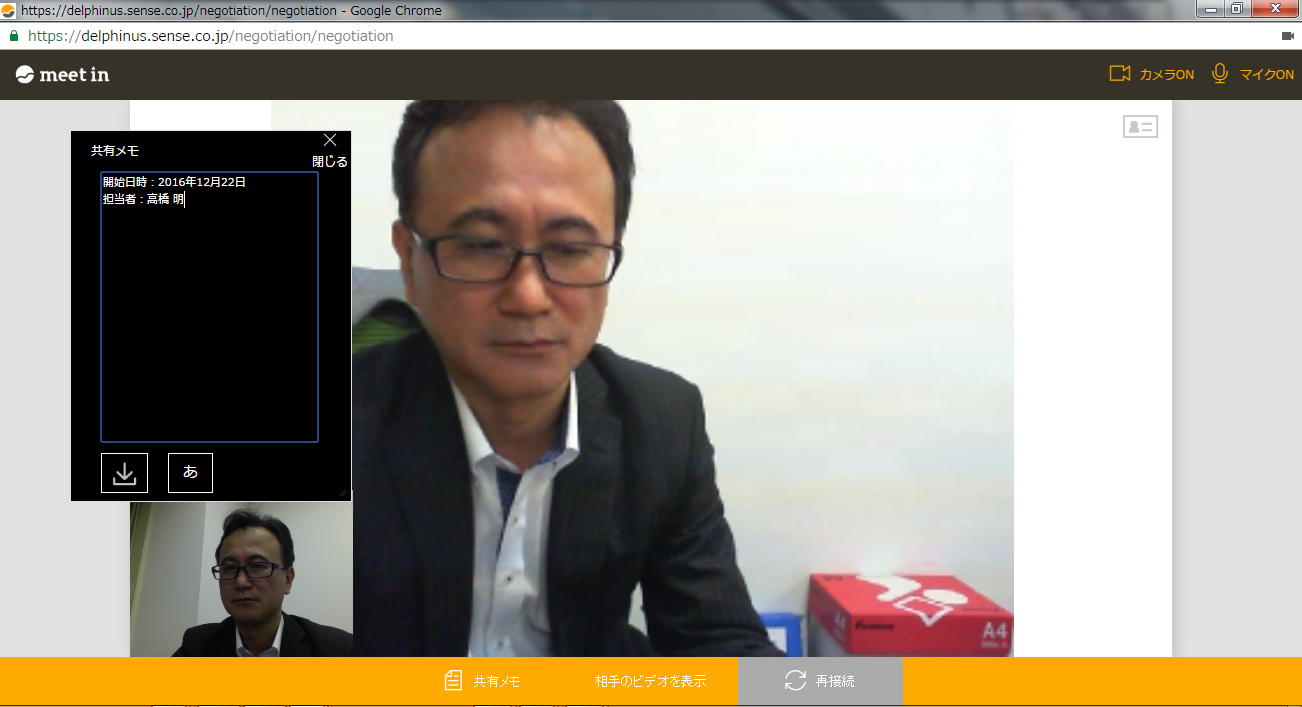 https://delphinus.sense.co.jp/negotiation/negotiation - Google Chrome
https://delphinus.sense.co.jp/negotiation/negotiation
meet in
カメラON
マイクON
共有メモ
閉じる
開始日時：2016年12月22日
担当者：高橋 明
あ
A4
共有メモ
相手のビデオを表示
再接続